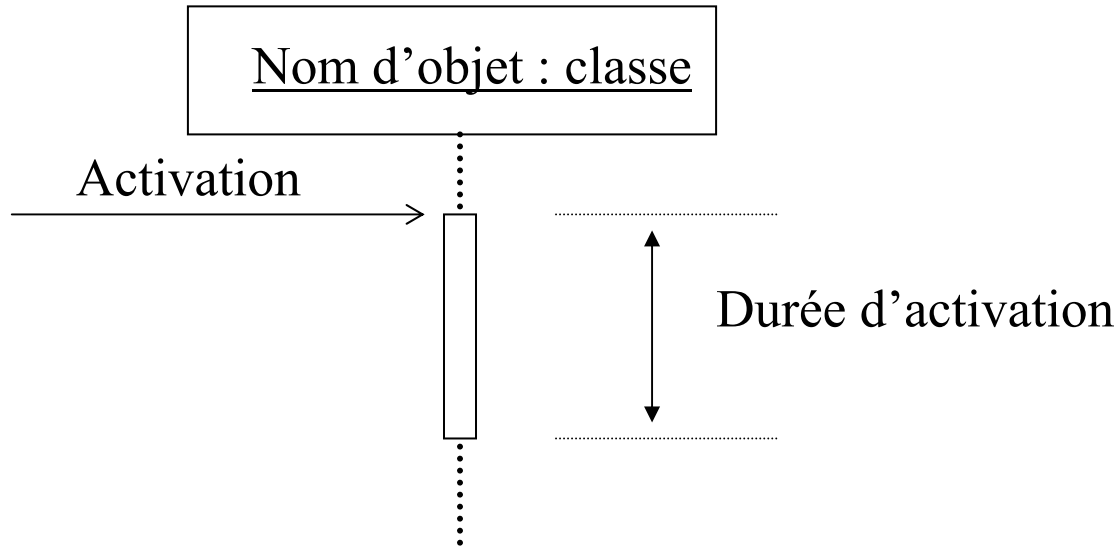 Nom d’objet : classe
Activation
Durée d’activation